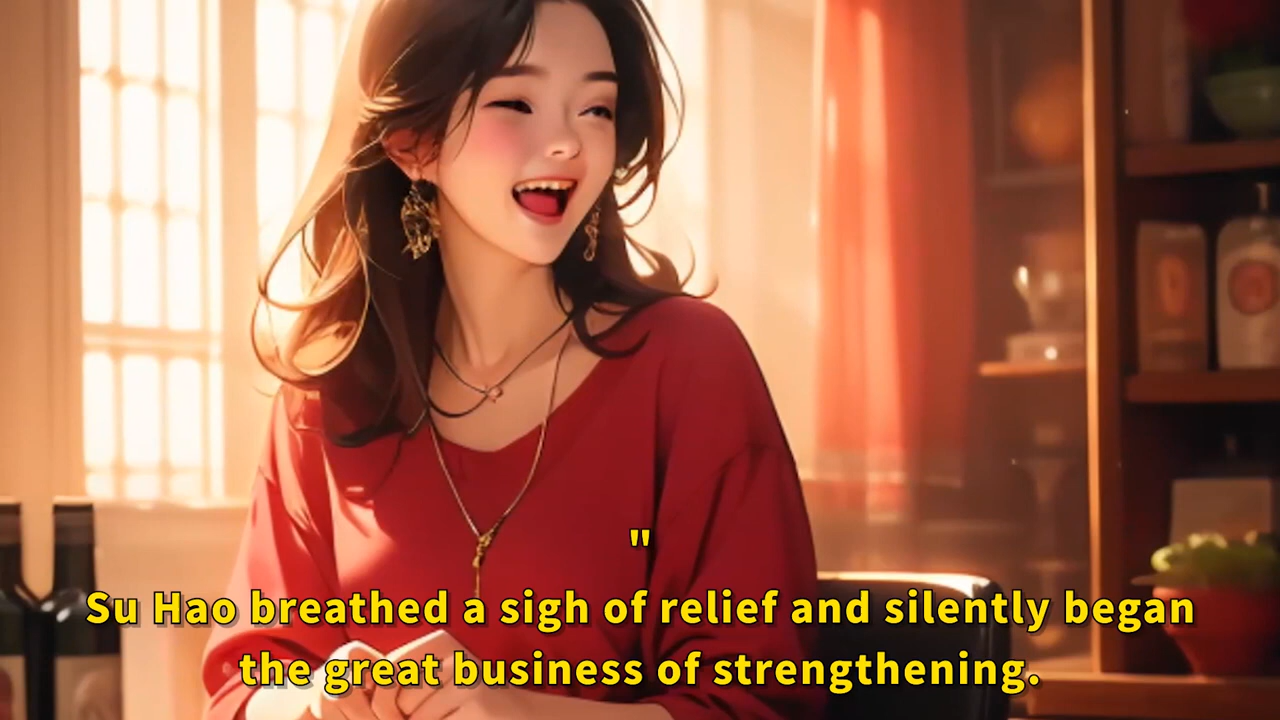 "
Su Hao breathed a sigh of relief and silently began
the great business of strengthening.